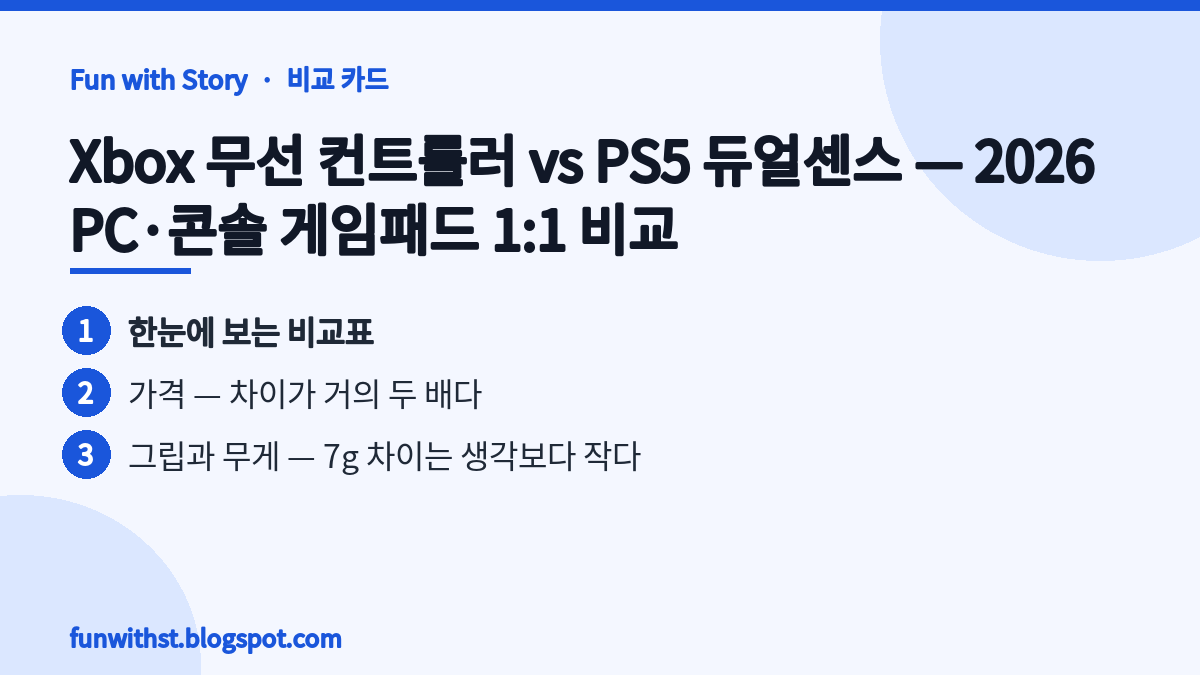 Fun with Story · 비교 카드
Xbox 무선 컨트롤러 vs PS5 듀얼센스 — 2026
PC·콘솔 게임패드 1:1 비교
1 한눈에 보는 비교표
2 가격 — 차이가 거의 두 배다
3 그립과 무게 — 7g 차이는 생각보다 작다
funwithst.blogspot.com